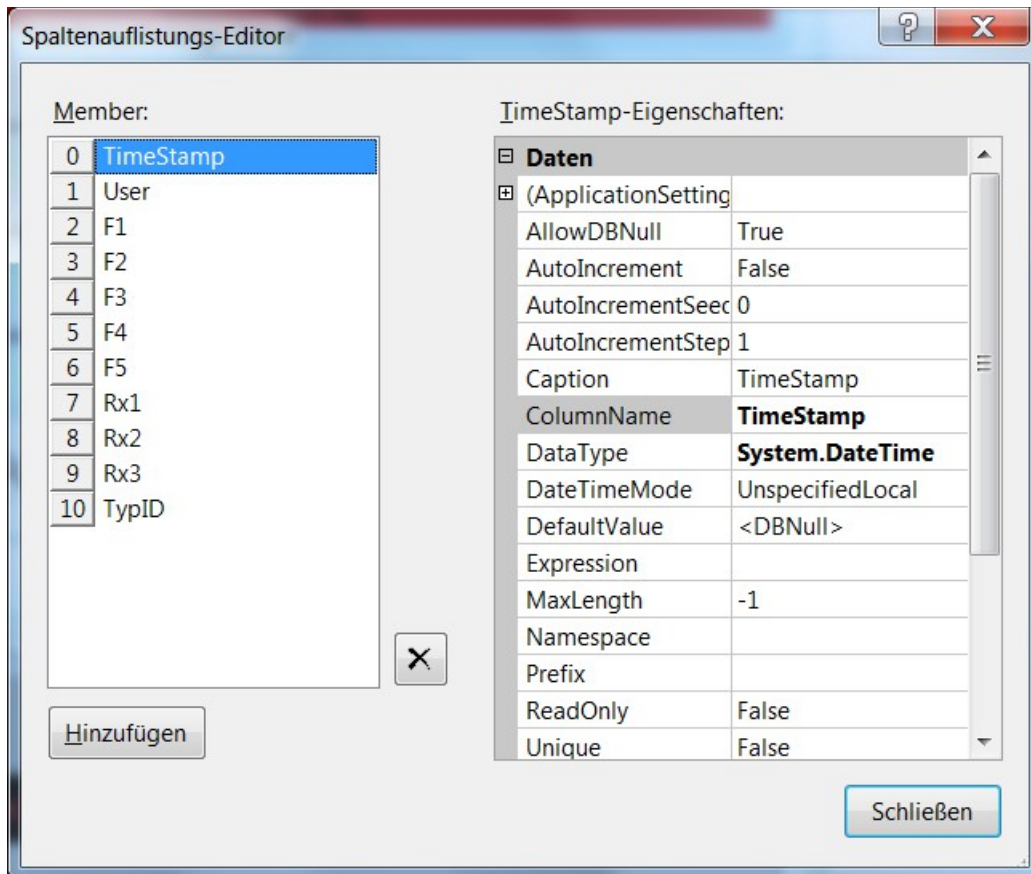 Spaltenauflistungs-Editor
Member:
0 TimeStamp
1 User
2 F1
3 F2
4 F3
5 F4
6 F5
7 Rx1
8 Rx2
9 Rx3
10 TypID
Hinzufügen
TimeStamp-Eigenschaften:
Daten
(ApplicationSetting
AllowDBNull True
AutoIncrement False
AutoIncrementSeec 0
AutoIncrementStep 1
Caption TimeStamp
ColumnName TimeStamp
DataType System.DateTime
DateTimeMode UnspecifiedLocal
DefaultValue <DBNull>
Expression
MaxLength -1
Namespace
Prefix
ReadOnly False
Unique False
Schließen